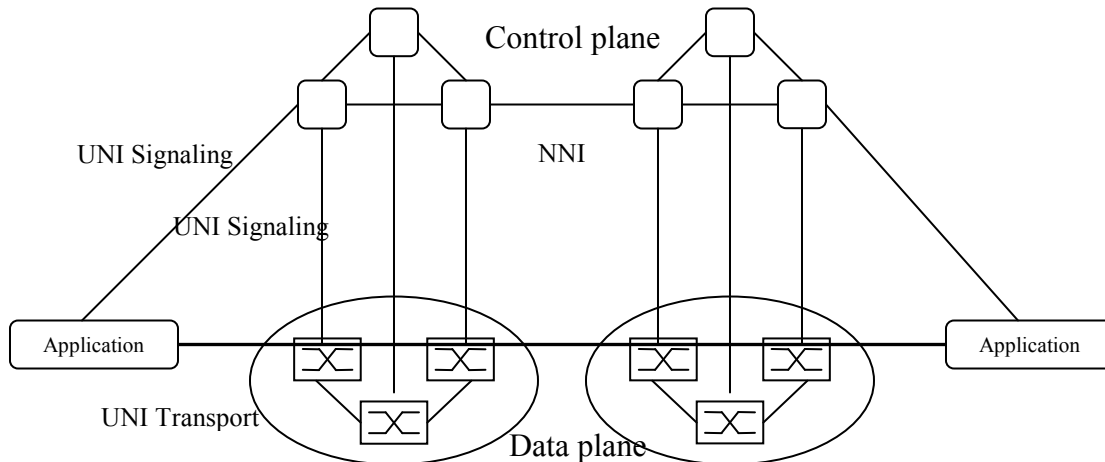 Control plane
UNI Signaling
NNI
UNI Signaling
Application
Application
UNI Transport
Data plane